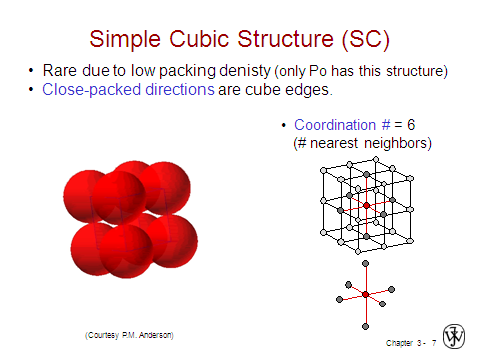 Simple Cubic Structure (SC)
• Rare due to low packing denisty (only Po has this structure)
• Close-packed directions are cube edges.
• Coordination # = 6
(# nearest neighbors)
(Courtesy P.M. Anderson)
Chapter 3 - 7